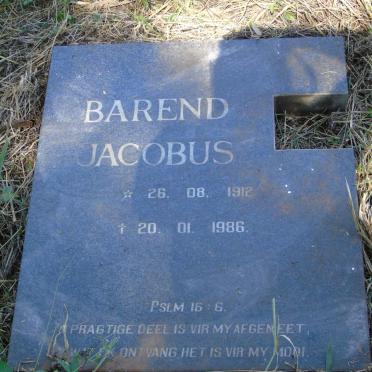 BAREND
JACOBUS
☆ 26. 08. 1912
† 20. 01. 1986.
PSLM 16:6.
'N PRAGTIGE DEEL IS VIR MY AFGEMEET,
ONTVANG HET IS VIR MY MOOI.